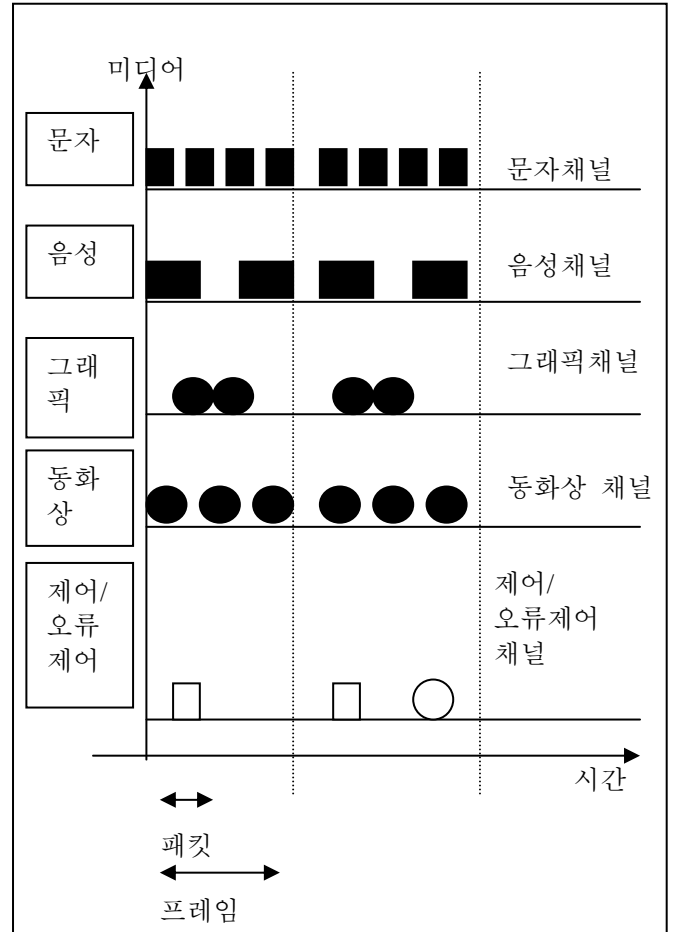 미디어
문자
문자채널
음성
음성채널
그래
픽
그래픽채널
동화
상
동화상 채널
제어/
오류
제어
제어/
오류제어
채널
시간
패킷
프레임